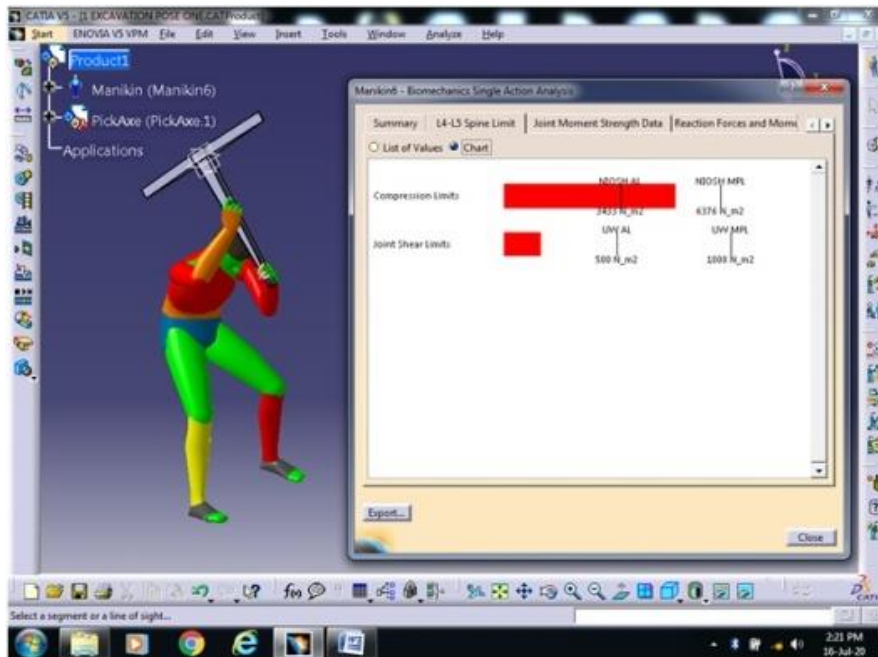 CATIA V5 - [1 EXCAVATION POSE ONE.CATProduct]
Start ENOVIA V5 VPM File Edit View Insert Tools Window Analyze Help
Product1
Manikin (Manikin6)
PickAxe (PickAxe.1)
Applications
Manikin6 - Biomechanics Single Action Analysis
Summary L4-L5 Spine Limit Joint Moment Strength Data Reaction Forces and Mome
List of Values Chart
NIOSH AL NIOSH MPL
Compression Limits
3433 N_m2 6376 N_m2
UW AL UW MPL
Joint Shear Limits
500 N_m2 1000 N_m2
Export...
Close
f(x)
Select a segment or a line of sight...
CATIA
2:21 PM
16-Jul-20